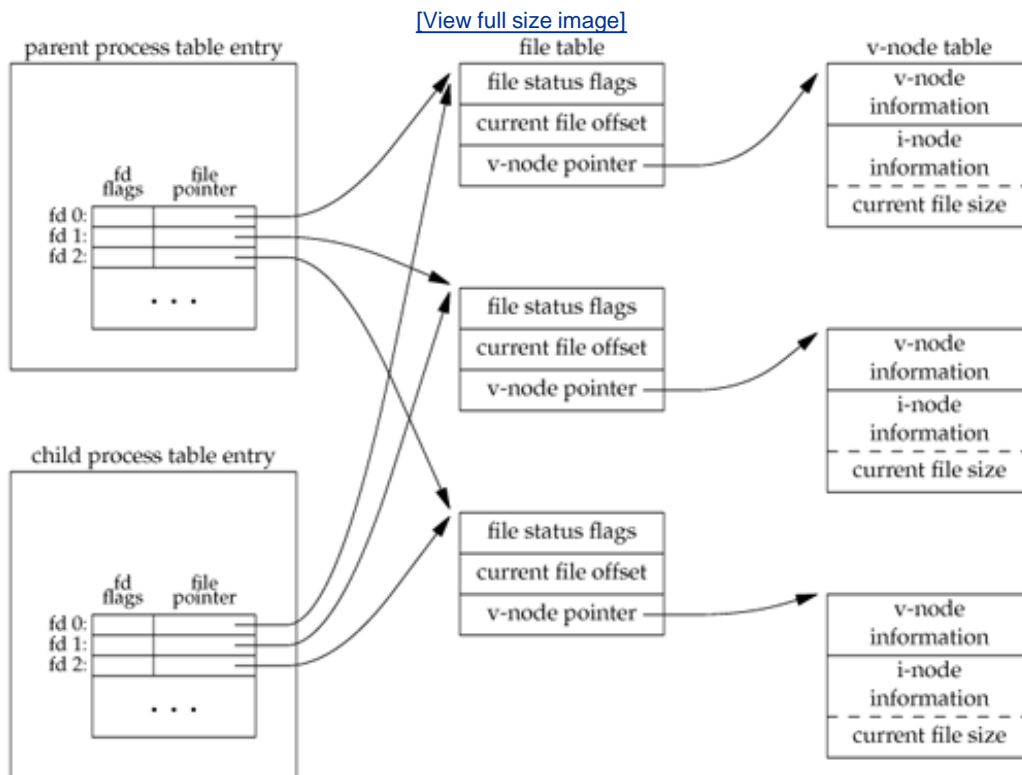 [View full size image]
parent process table entry
fd
flags
file
pointer
fd 0:
fd 1:
fd 2:
. . .
child process table entry
fd
flags
file
pointer
fd 0:
fd 1:
fd 2:
. . .
file table
file status flags
current file offset
v-node pointer
file status flags
current file offset
v-node pointer
file status flags
current file offset
v-node pointer
v-node table
v-node
information
i-node
information
current file size
v-node
information
i-node
information
current file size
v-node
information
i-node
information
current file size